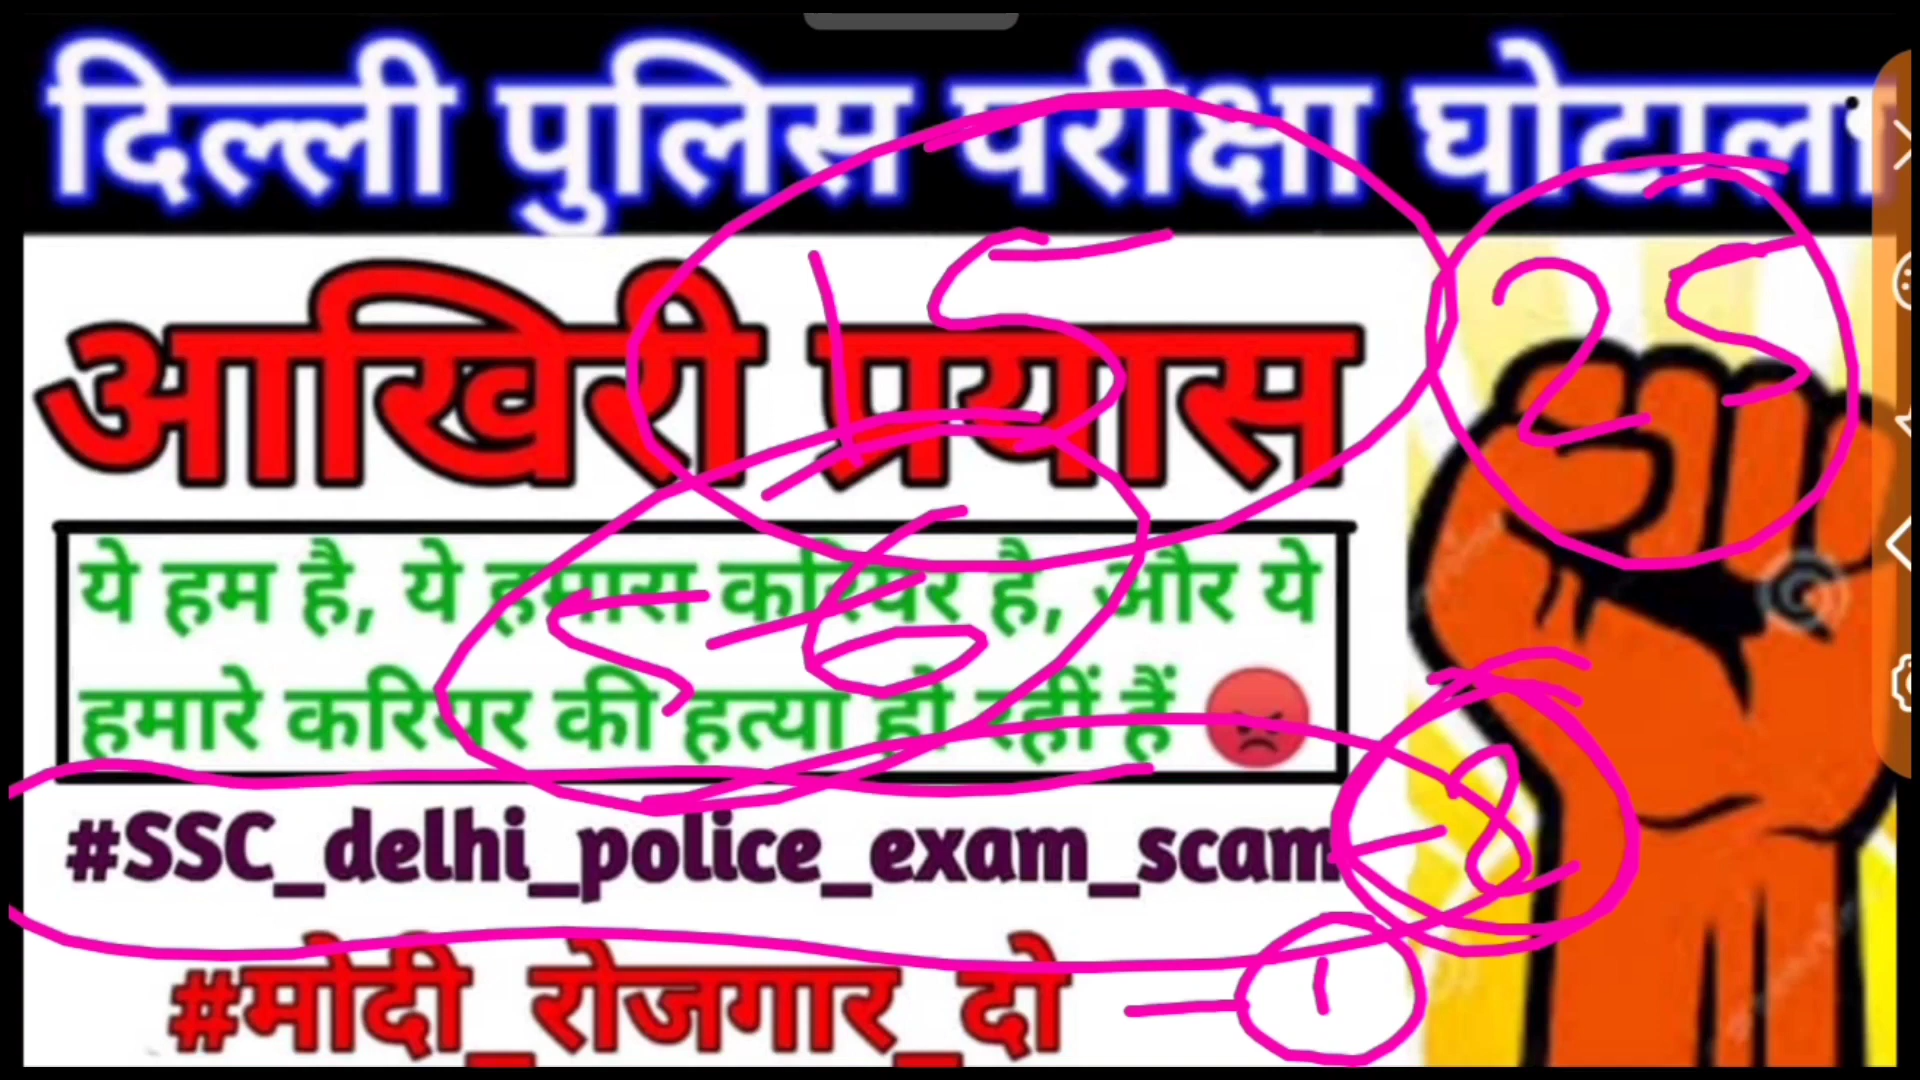 दिल्ली पुलिस परीक्षा घोटाला
आखिरी प्रयास
15
25
ये हम है, ये हमारा करियर है, और ये
हमारे करियर की हत्या हो रहीं हैं
5-6
#SSC_delhi_police_exam_scam
8
#मोदी_रोजगार_दो
1